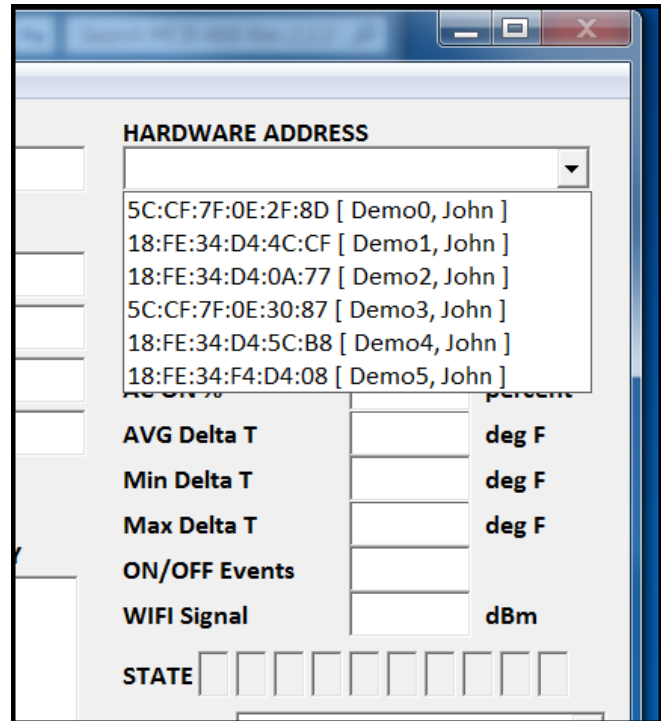 HARDWARE ADDRESS
5C:CF:7F:0E:2F:8D [ Demo0, John ]
18:FE:34:D4:4C:CF [ Demo1, John ]
18:FE:34:D4:0A:77 [ Demo2, John ]
5C:CF:7F:0E:30:87 [ Demo3, John ]
18:FE:34:D4:5C:B8 [ Demo4, John ]
18:FE:34:F4:D4:08 [ Demo5, John ]
AC ON % percent
AVG Delta T deg F
Min Delta T deg F
Max Delta T deg F
Y
ON/OFF Events
WIFI Signal dBm
STATE